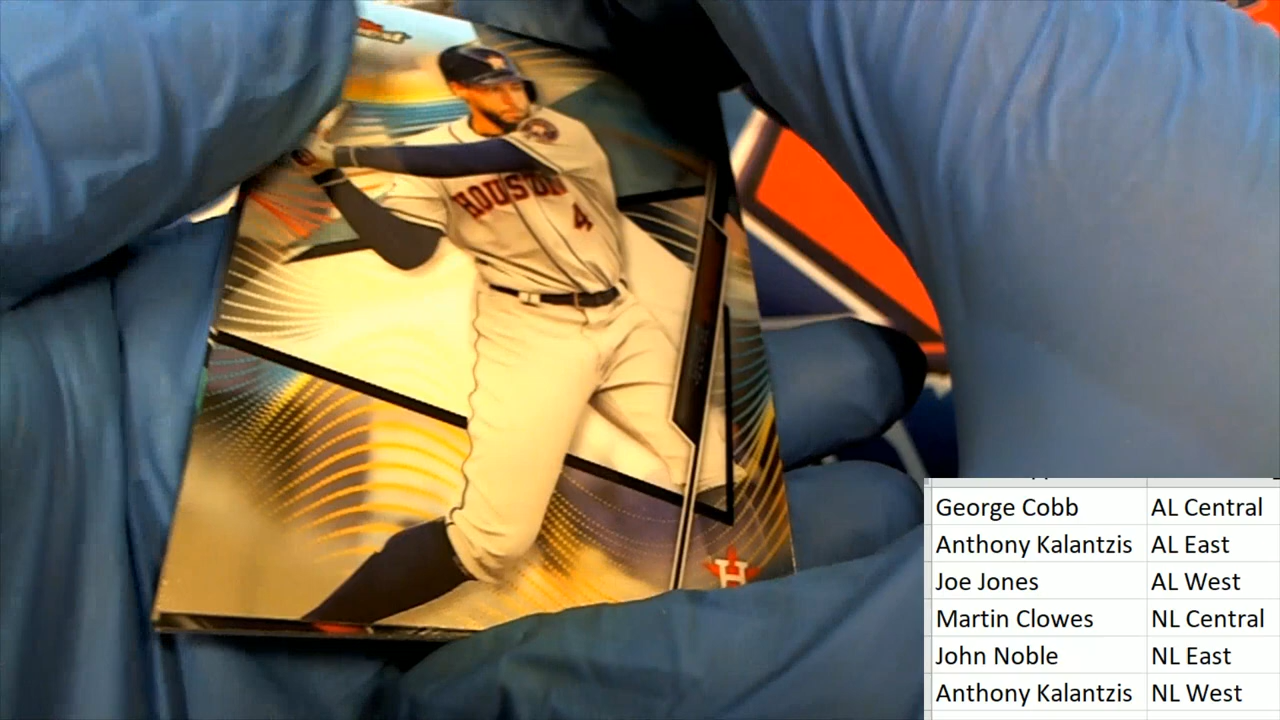 HOUSTON
4
H
George Cobb AL Central
Anthony Kalantzis AL East
Joe Jones AL West
Martin Clowes NL Central
John Noble NL East
Anthony Kalantzis NL West